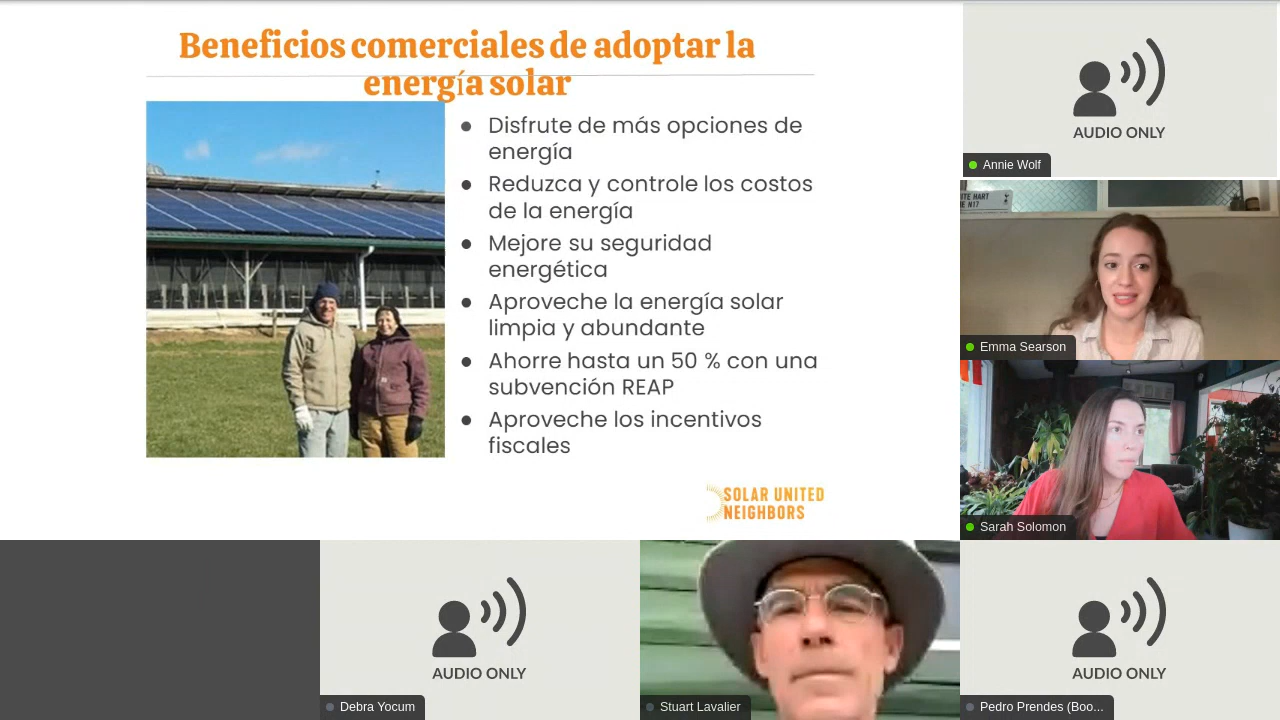 Beneficios comerciales de adoptar la
energía solar
Disfrute de más opciones de
energía
Reduzca y controle los costos
de la energía
Mejore su seguridad
energética
Aproveche la energía solar
limpia y abundante
Ahorre hasta un 50 % con una
subvención REAP
Aproveche los incentivos
fiscales
SOLAR UNITED
NEIGHBORS
AUDIO ONLY
Annie Wolf
HART
N17
Emma Searson
Sarah Solomon
AUDIO ONLY
Debra Yocum
Stuart Lavalier
AUDIO ONLY
Pedro Prendes (Boo...